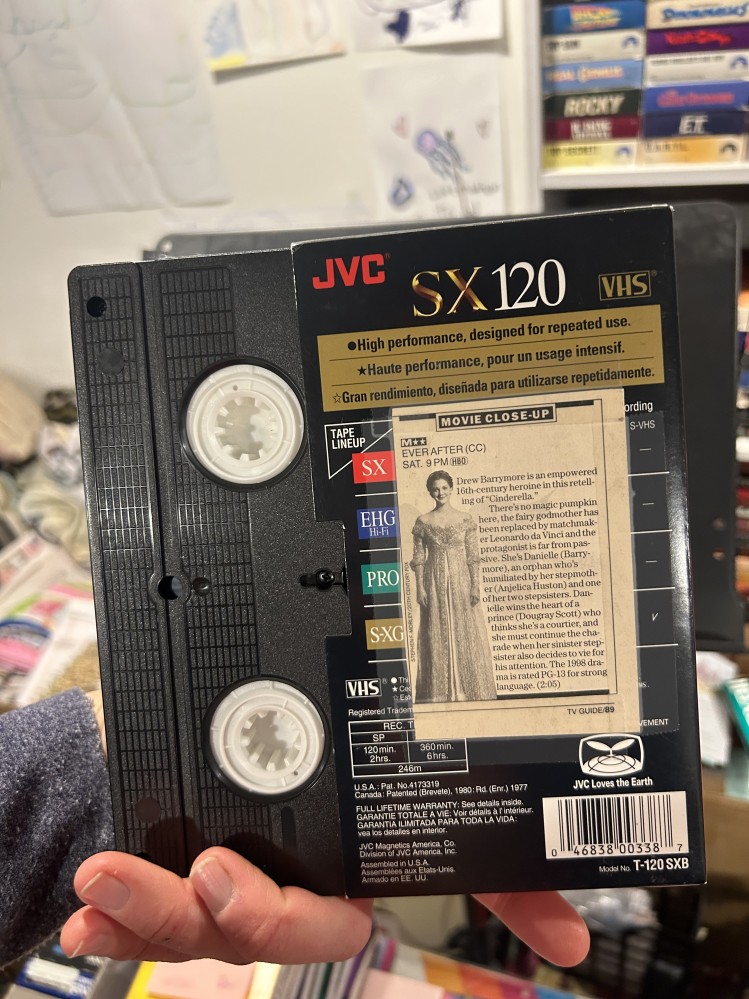 JVC
SX 120
VHS
●High performance, designed for repeated use.
★Haute performance, pour un usage intensif.
☆Gran rendimiento, diseñada para utilizarse repetidamente.
TAPE
LINEUP
ording
S-VHS
SX
EHG
Hi-Fi
PRO
S-XG
MOVIE CLOSE-UP
M★★
EVER AFTER (CC)
SAT. 9 PM HBO
Drew Barrymore is an empowered
16th-century heroine in this retell-
ing of "Cinderella."
There's no magic pumpkin
here, the fairy godmother has
been replaced by matchmak-
er Leonardo da Vinci and the
protagonist is far from pas-
sive. She's Danielle (Barry-
more), an orphan who's
humiliated by her stepmoth-
er (Anjelica Huston) and one
of her two stepsisters. Dan-
ielle wins the heart of a
prince (Dougray Scott) who
thinks she's a courtier, and
she must continue the cha-
rade when her sinister step-
sister also decides to vie for
his attention. The 1998 dra-
ma is rated PG-13 for strong
language. (2:05)
TV GUIDE/89
VHS
Registered Tradem
REC. T
SP
120min.
2hrs.
360min.
6hrs.
246m
VEMENT
JVC Loves the Earth
U.S.A.: Pat. No.4173319
Canada: Patented (Brevete), 1980: Rd. (Enr.) 1977
FULL LIFETIME WARRANTY: See details inside.
GARANTIE TOTALE A VIE: Voir détails à l' intérieur.
GARANTIA ILIMITADA PARA TODA LA VIDA:
vea los detalles en interior.
JVC Magnetics America, Co.
Division of JVC America, Inc.
Assembled in U.S.A.
Assemblées aux Etats-Unis.
Armado en EE. UU.
0 46838 00338 7
Model No. T-120 SXB
ROCKY
E.T.